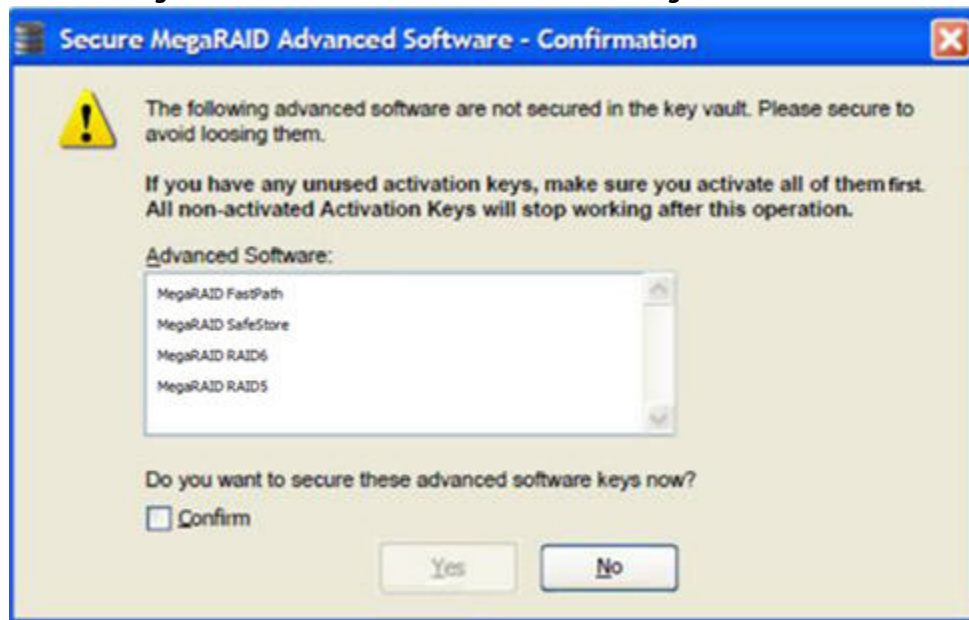 Secure MegaRAID Advanced Software - Confirmation
The following advanced software are not secured in the key vault. Please secure to
avoid loosing them.
If you have any unused activation keys, make sure you activate all of them first.
All non-activated Activation Keys will stop working after this operation.
Advanced Software:
MegaRAID FastPath
MegaRAID SafeStore
MegaRAID RAID6
MegaRAID RAID5
Do you want to secure these advanced software keys now?
Confirm
Yes
No